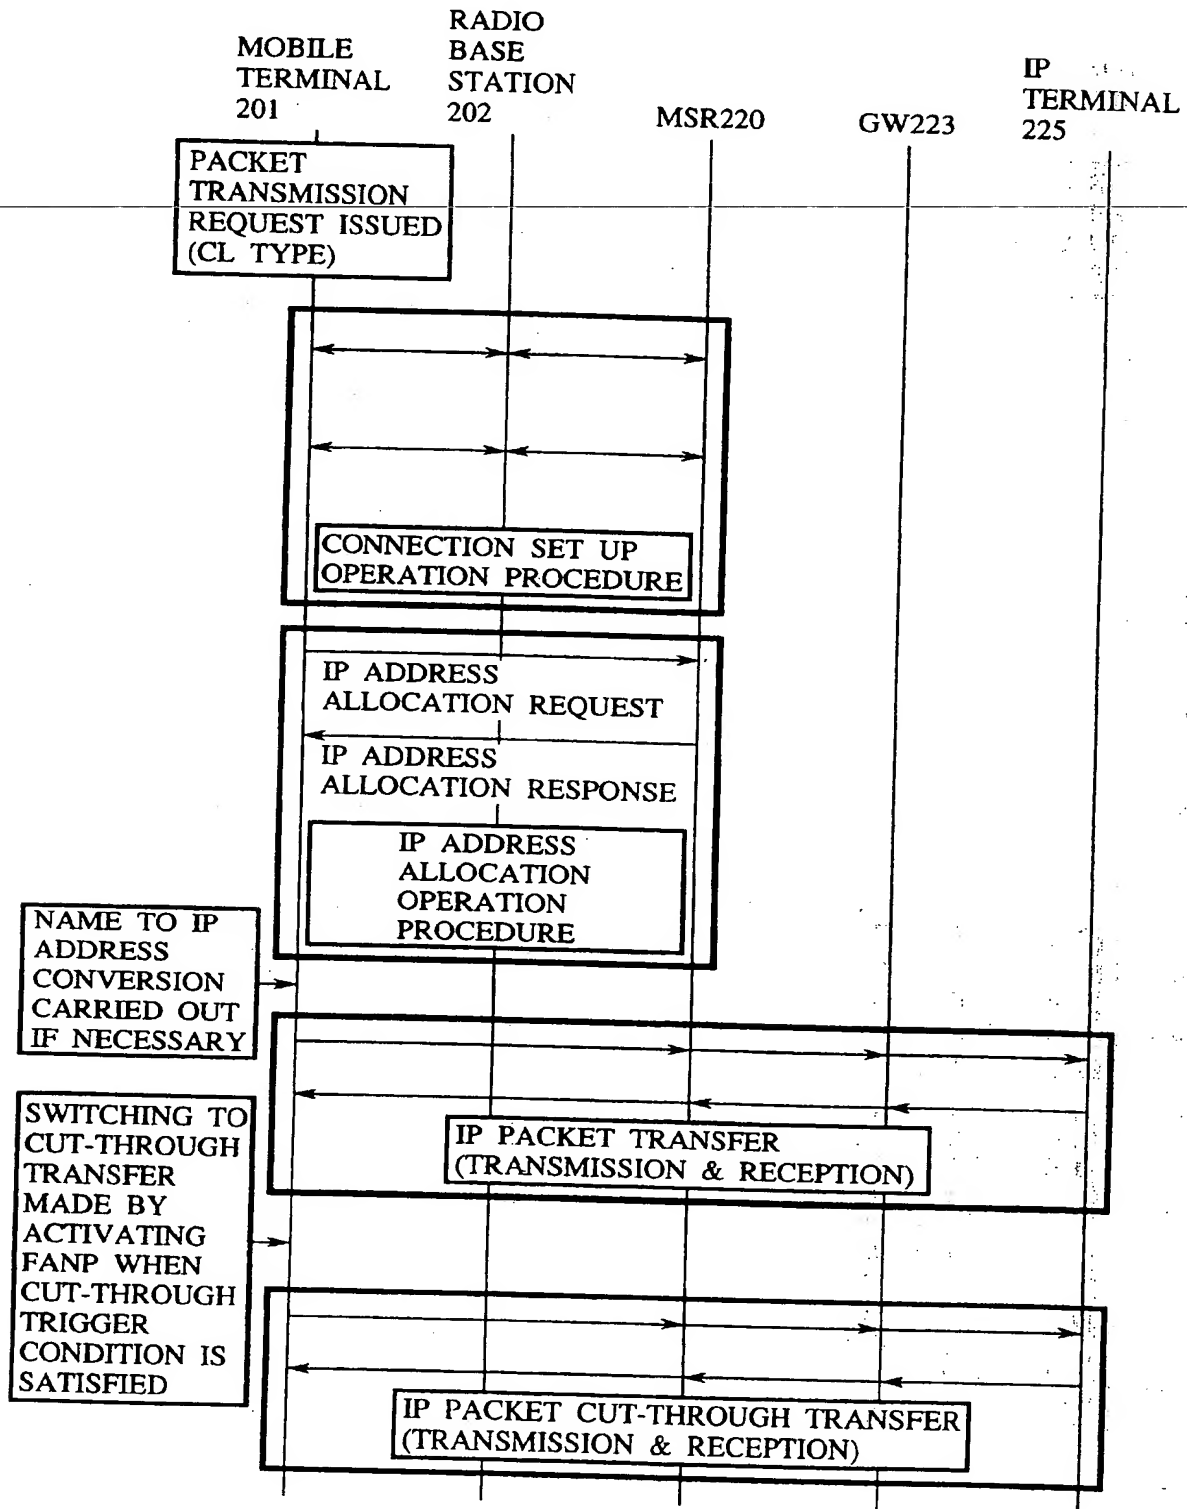 MOBILE
TERMINAL
201
RADIO
BASE
STATION
202
MSR220
GW223
IP
TERMINAL
225
PACKET
TRANSMISSION
REQUEST ISSUED
(CL TYPE)
CONNECTION SET UP
OPERATION PROCEDURE
IP ADDRESS
ALLOCATION REQUEST
IP ADDRESS
ALLOCATION RESPONSE
IP ADDRESS
ALLOCATION
OPERATION
PROCEDURE
NAME TO IP
ADDRESS
CONVERSION
CARRIED OUT
IF NECESSARY
IP PACKET TRANSFER
(TRANSMISSION & RECEPTION)
SWITCHING TO
CUT-THROUGH
TRANSFER
MADE BY
ACTIVATING
FANP WHEN
CUT-THROUGH
TRIGGER
CONDITION IS
SATISFIED
IP PACKET CUT-THROUGH TRANSFER
(TRANSMISSION & RECEPTION)